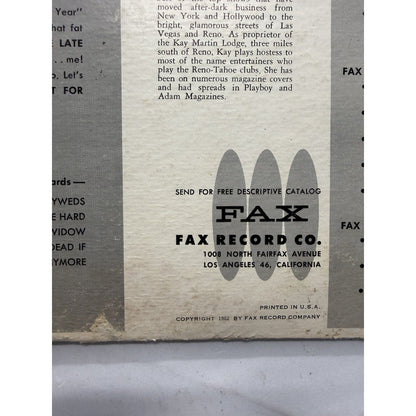 Year"
that fat
LATE
. . . me!
o, Let's
T FOR
ards —
YWEDS
E HARD
WIDOW
DEAD IF
NYMORE
moved after-dark business from
New York and Hollywood to the
bright, glamorous streets of Las
Vegas and Reno. As proprietor of
the Kay Martin Lodge, three miles
south of Reno, Kay plays hostess to
most of the name entertainers who
play the Reno-Tahoe clubs. She has
been on numerous magazine covers
and had spreads in Playboy and
Adam Magazines.
SEND FOR FREE DESCRIPTIVE CATALOG
FAX
FAX RECORD CO.
1008 NORTH FAIRFAX AVENUE
LOS ANGELES 46, CALIFORNIA
PRINTED IN U.S.A.
COPYRIGHT 1962 BY FAX RECORD COMPANY
FAX
FAX